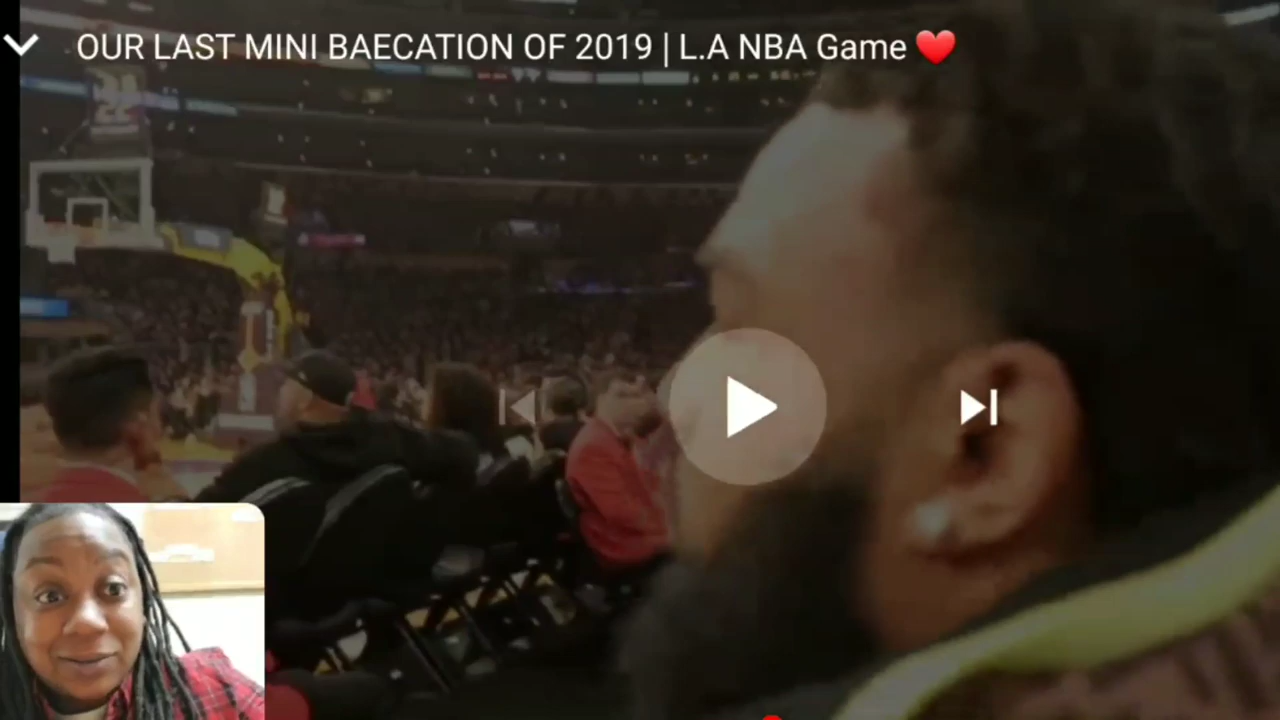 OUR LAST MINI BAECATION OF 2019 | L.A NBA Game ❤️